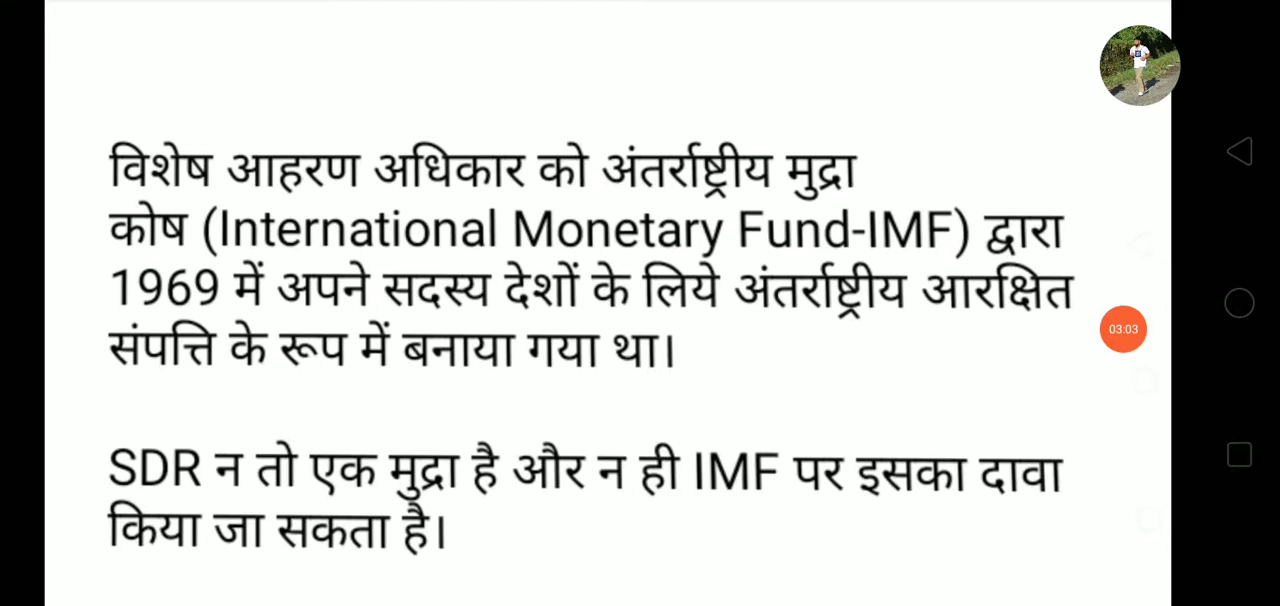 विशेष आहरण अधिकार को अंतर्राष्ट्रीय मुद्रा
कोष (International Monetary Fund-IMF) द्वारा
1969 में अपने सदस्य देशों के लिये अंतर्राष्ट्रीय आरक्षित
संपत्ति के रूप में बनाया गया था।
03:03
SDR न तो एक मुद्रा है और न ही IMF पर इसका दावा
किया जा सकता है।